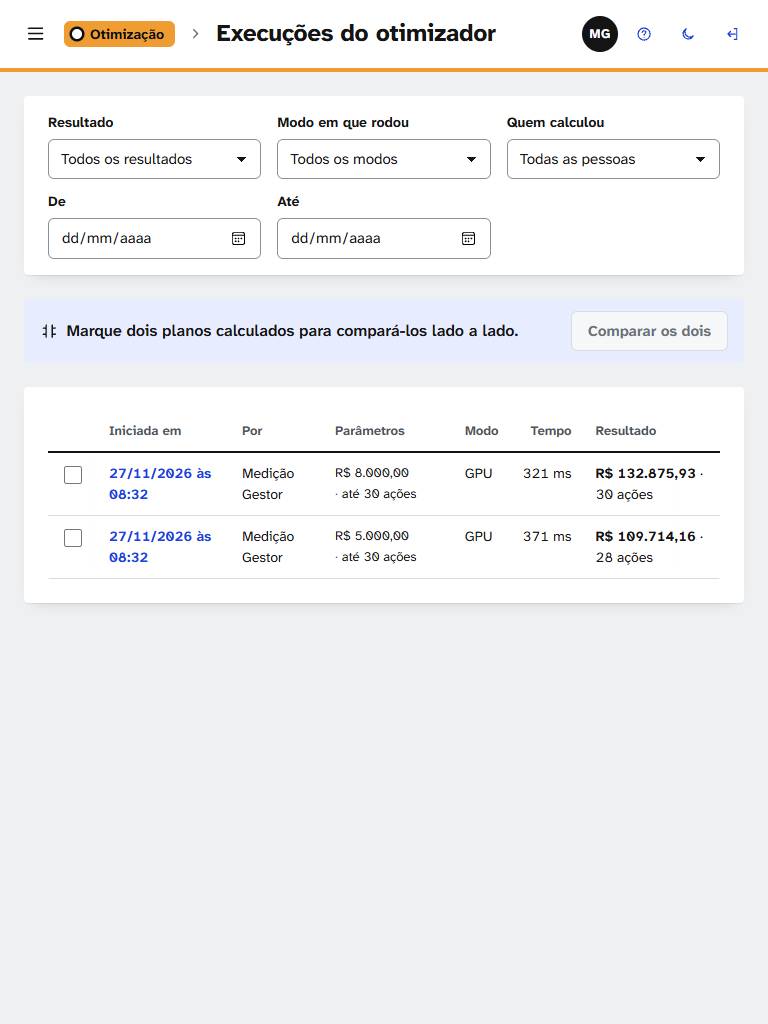 Otimização
Execuções do otimizador
MG
Resultado
Modo em que rodou
Quem calculou
Todos os resultados
Todos os modos
Todas as pessoas
De
Até
dd/mm/aaaa
dd/mm/aaaa
Marque dois planos calculados para compará-los lado a lado.
Comparar os dois
Iniciada em
Por
Parâmetros
Modo
Tempo
Resultado
27/11/2026 às
08:32
Medição
Gestor
R$ 8.000,00
· até 30 ações
GPU
321 ms
R$ 132.875,93 ·
30 ações
27/11/2026 às
08:32
Medição
Gestor
R$ 5.000,00
· até 30 ações
GPU
371 ms
R$ 109.714,16 ·
28 ações